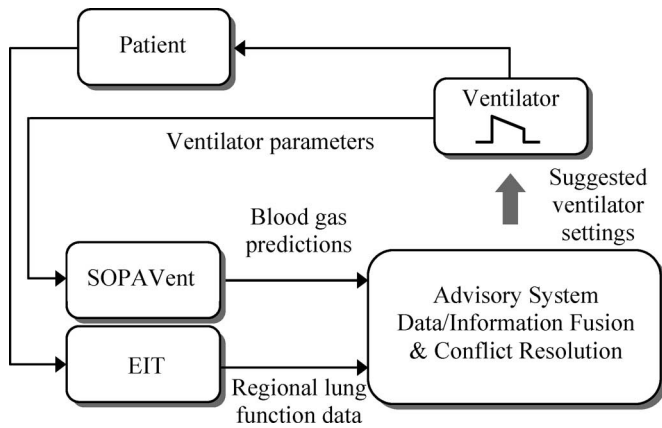 Patient
Ventilator
Ventilator parameters
Suggested
ventilator
settings
Blood gas
predictions
SOPAVent
Advisory System
Data/Information Fusion
& Conflict Resolution
EIT
Regional lung
function data